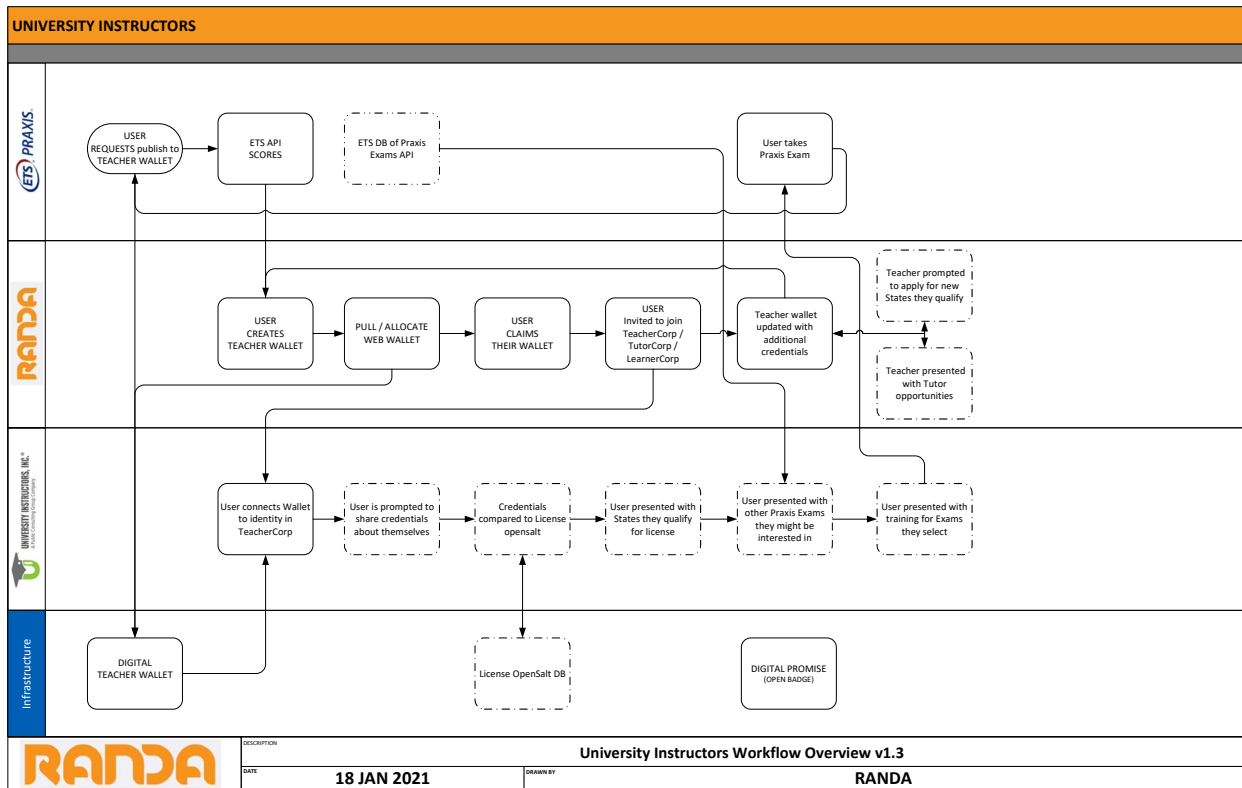 UNIVERSITY INSTRUCTORS
ETS PRAXIS.
USER
REQUESTS publish to
TEACHER WALLET
ETS API
SCORES
ETS DB of Praxis
Exams API
User takes
Praxis Exam
RANDA
USER
CREATES
TEACHER WALLET
PULL / ALLOCATE
WEB WALLET
USER
CLAIMS
THEIR WALLET
USER
Invited to join
TeacherCorp /
TutorCorp /
LearnerCorp
Teacher wallet
updated with
additional
credentials
Teacher prompted
to apply for new
States they qualify
Teacher presented
with Tutor
opportunities
UNIVERSITY INSTRUCTORS, INC.®
A Public Consulting Group Company
User connects Wallet
to identity in
TeacherCorp
User is prompted to
share credentials
about themselves
Credentials
compared to License
opensalt
User presented with
States they qualify
for license
User presented with
other Praxis Exams
they might be
interested in
User presented with
training for Exams
they select
Infrastructure
DIGITAL
TEACHER WALLET
License OpenSalt DB
DIGITAL PROMISE
(OPEN BADGE)
RANDA
DESCRIPTION
University Instructors Workflow Overview v1.3
DATE
18 JAN 2021
DRAWN BY
RANDA